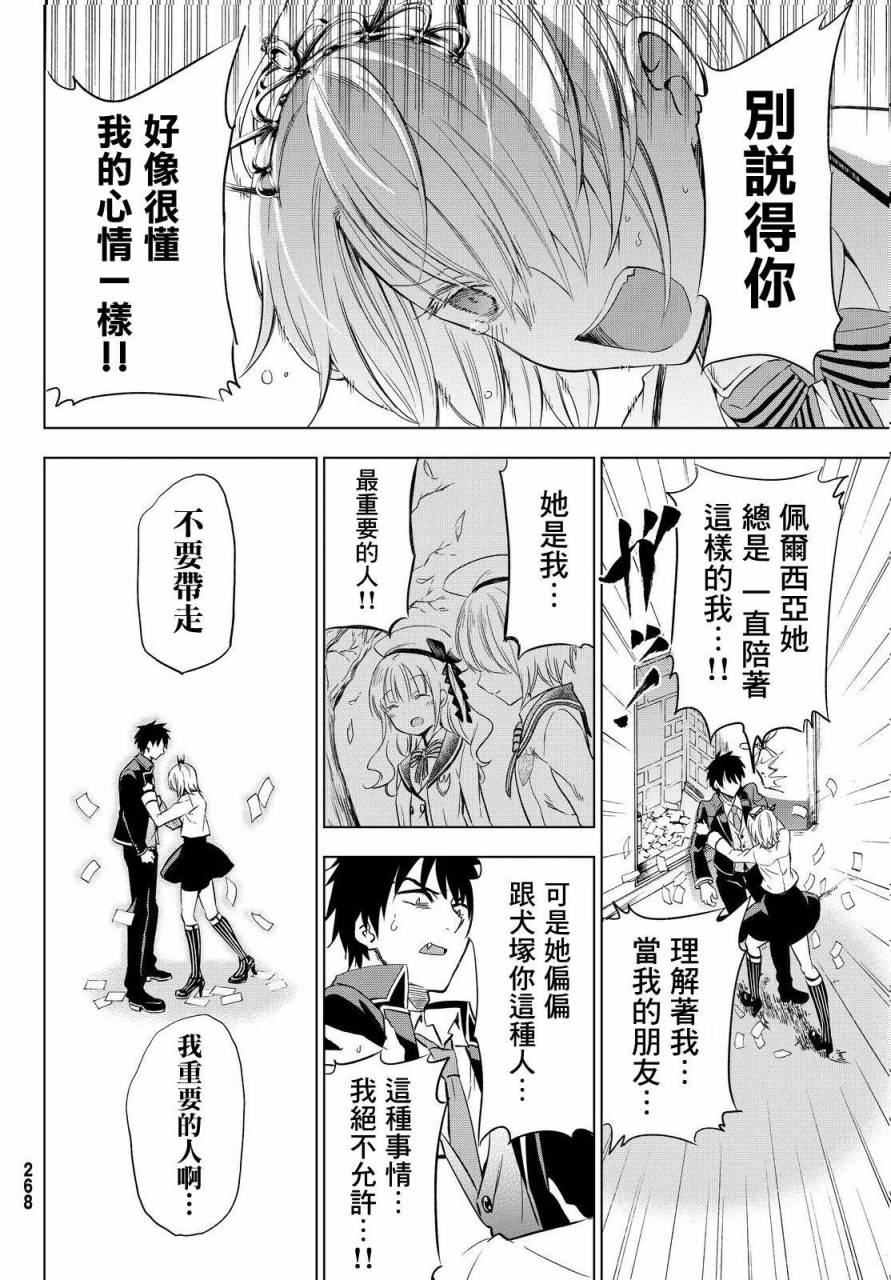 別說得你
好像很懂
我的心情一樣!!
佩爾西亞她
總是 一直陪著
這樣的我…!!
ガッ
理解著我…
當我的朋友…
她是我…
最重要的人!!
可是她偏偏
跟犬塚你這種人…
這種事情…
我絕不允許…!!
不要帶走
我重要的人啊…
268